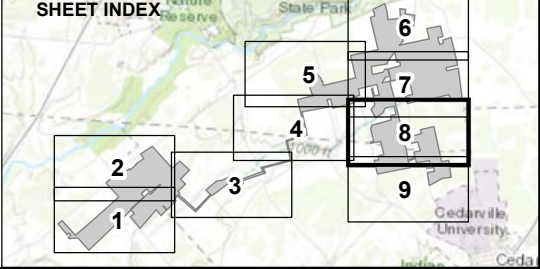 SHEET INDEX
Nature
Reserve
State Park
6
5
7
4
8
1000 ft
2
3
9
1
Cedarville
University
Indian
Cedar